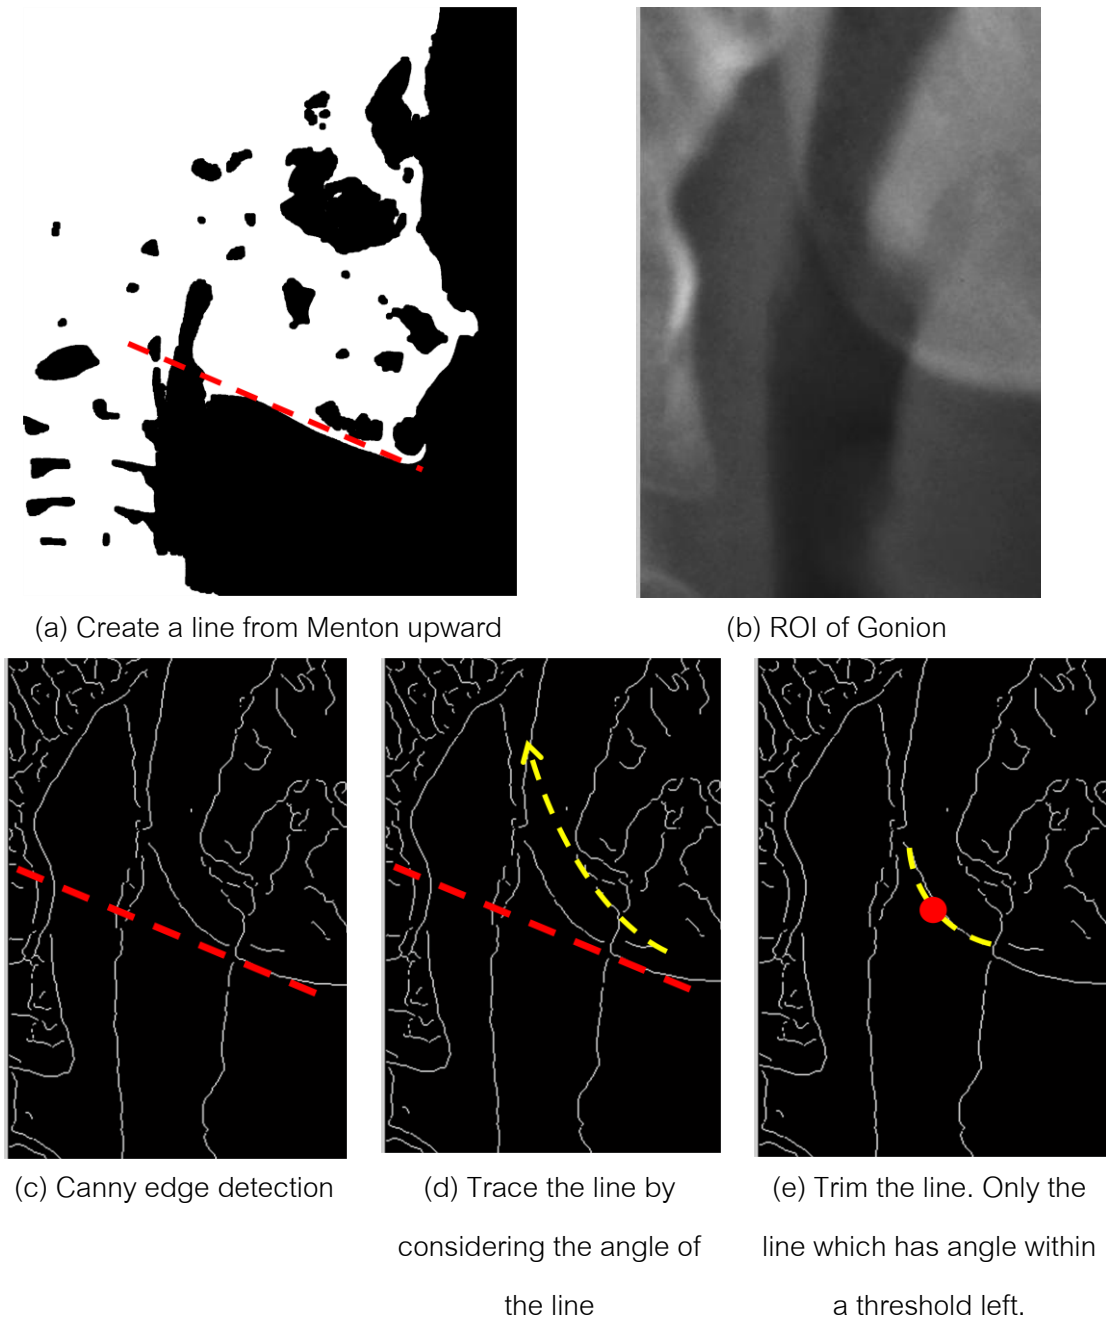 (a) Create a line from Menton upward
(b) ROI of Gonion
(c) Canny edge detection
(d) Trace the line by
considering the angle of
the line
(e) Trim the line. Only the
line which has angle within
a threshold left.